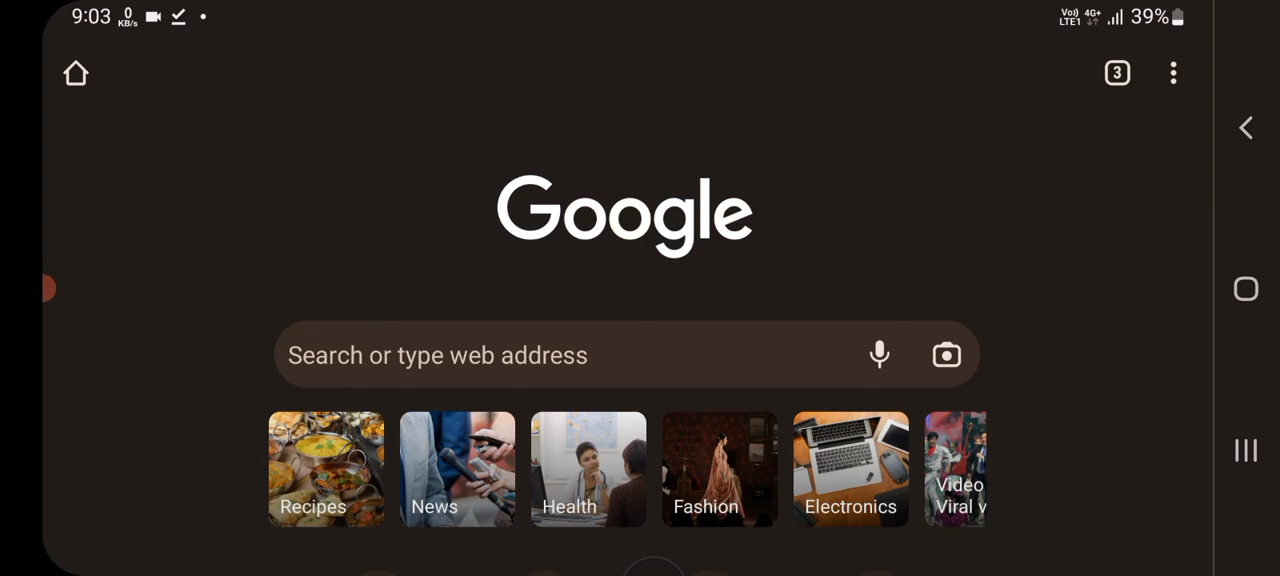 9:03 0 KB/s Vo)) LTE1 4G+ 39%
3
Google
Search or type web address
Recipes
News
Health
Fashion
Electronics
Video
Viral v